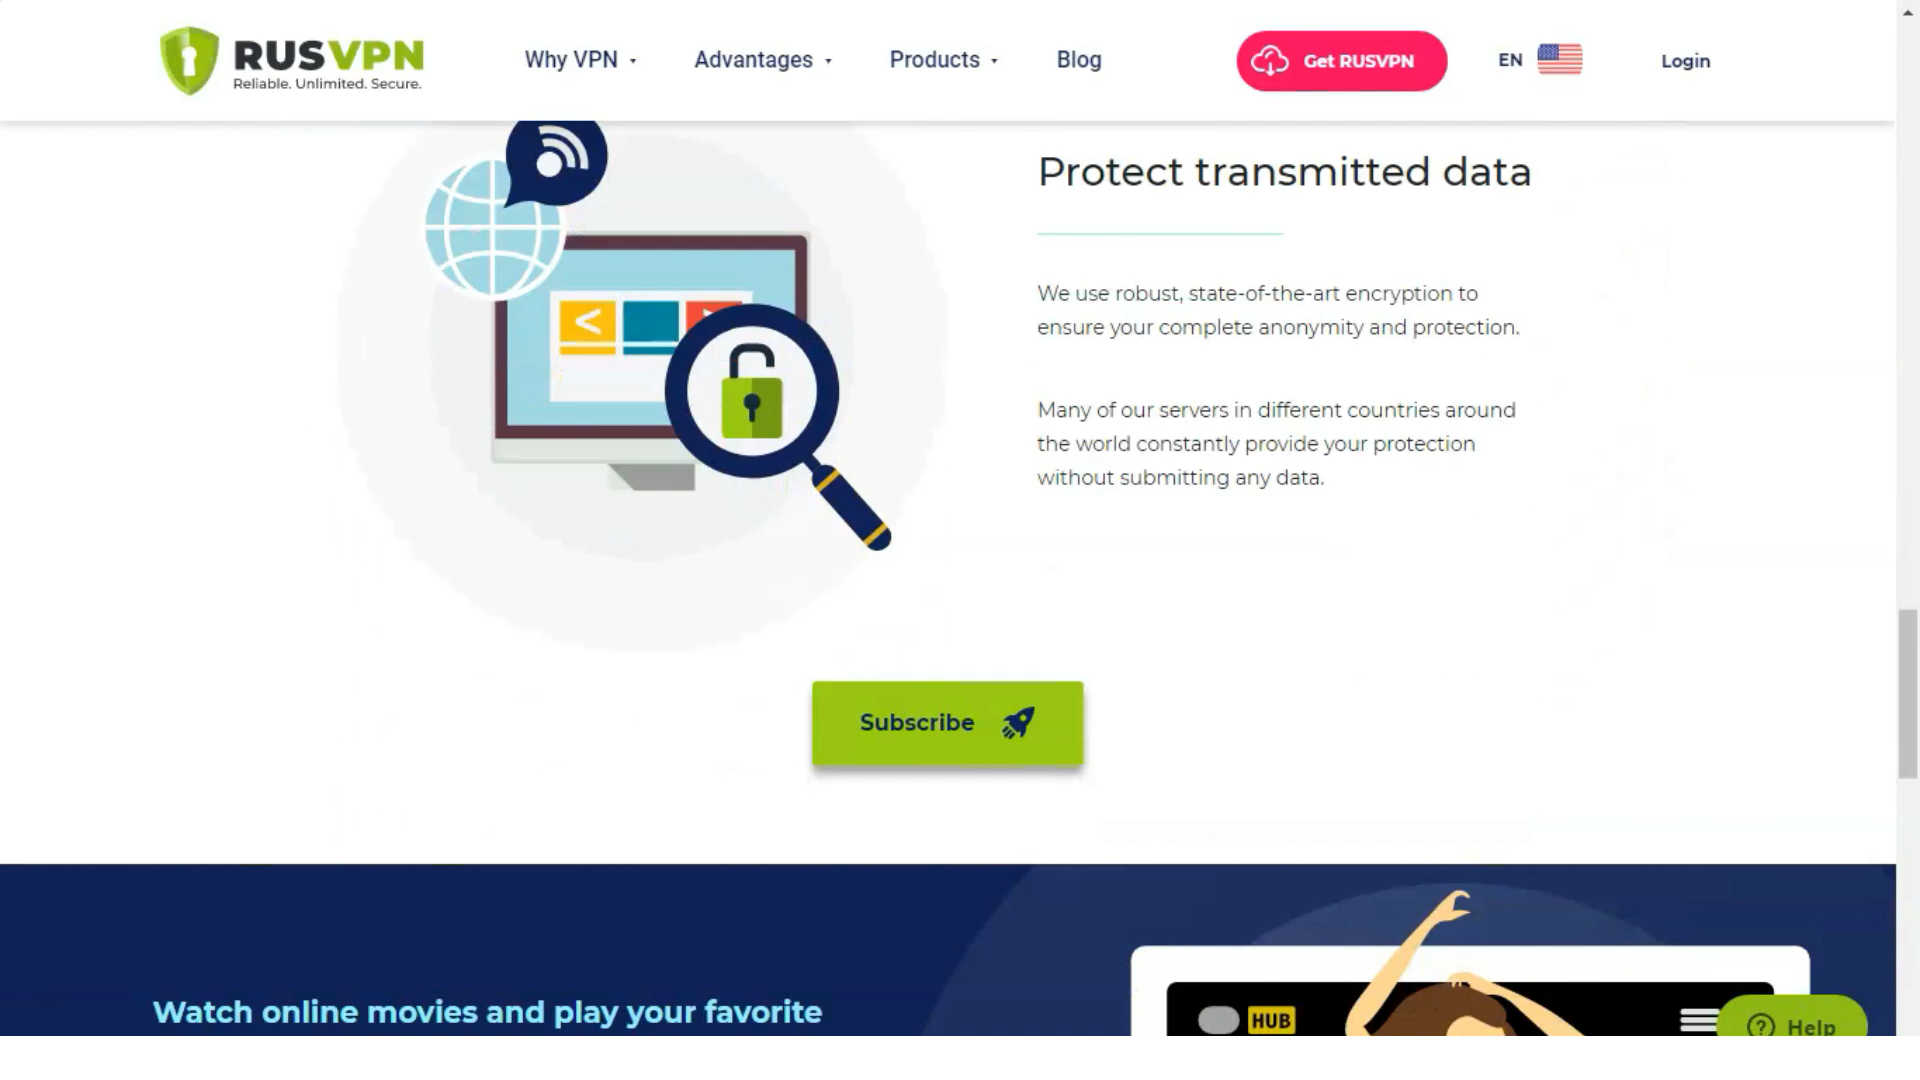 RUSVPN
Reliable. Unlimited. Secure.
Why VPN
Advantages
Products
Blog
Get RUSVPN
EN
Login
Protect transmitted data
We use robust, state-of-the-art encryption to
ensure your complete anonymity and protection.
Many of our servers in different countries around
the world constantly provide your protection
without submitting any data.
Subscribe
Watch online movies and play your favorite
HUB
Help